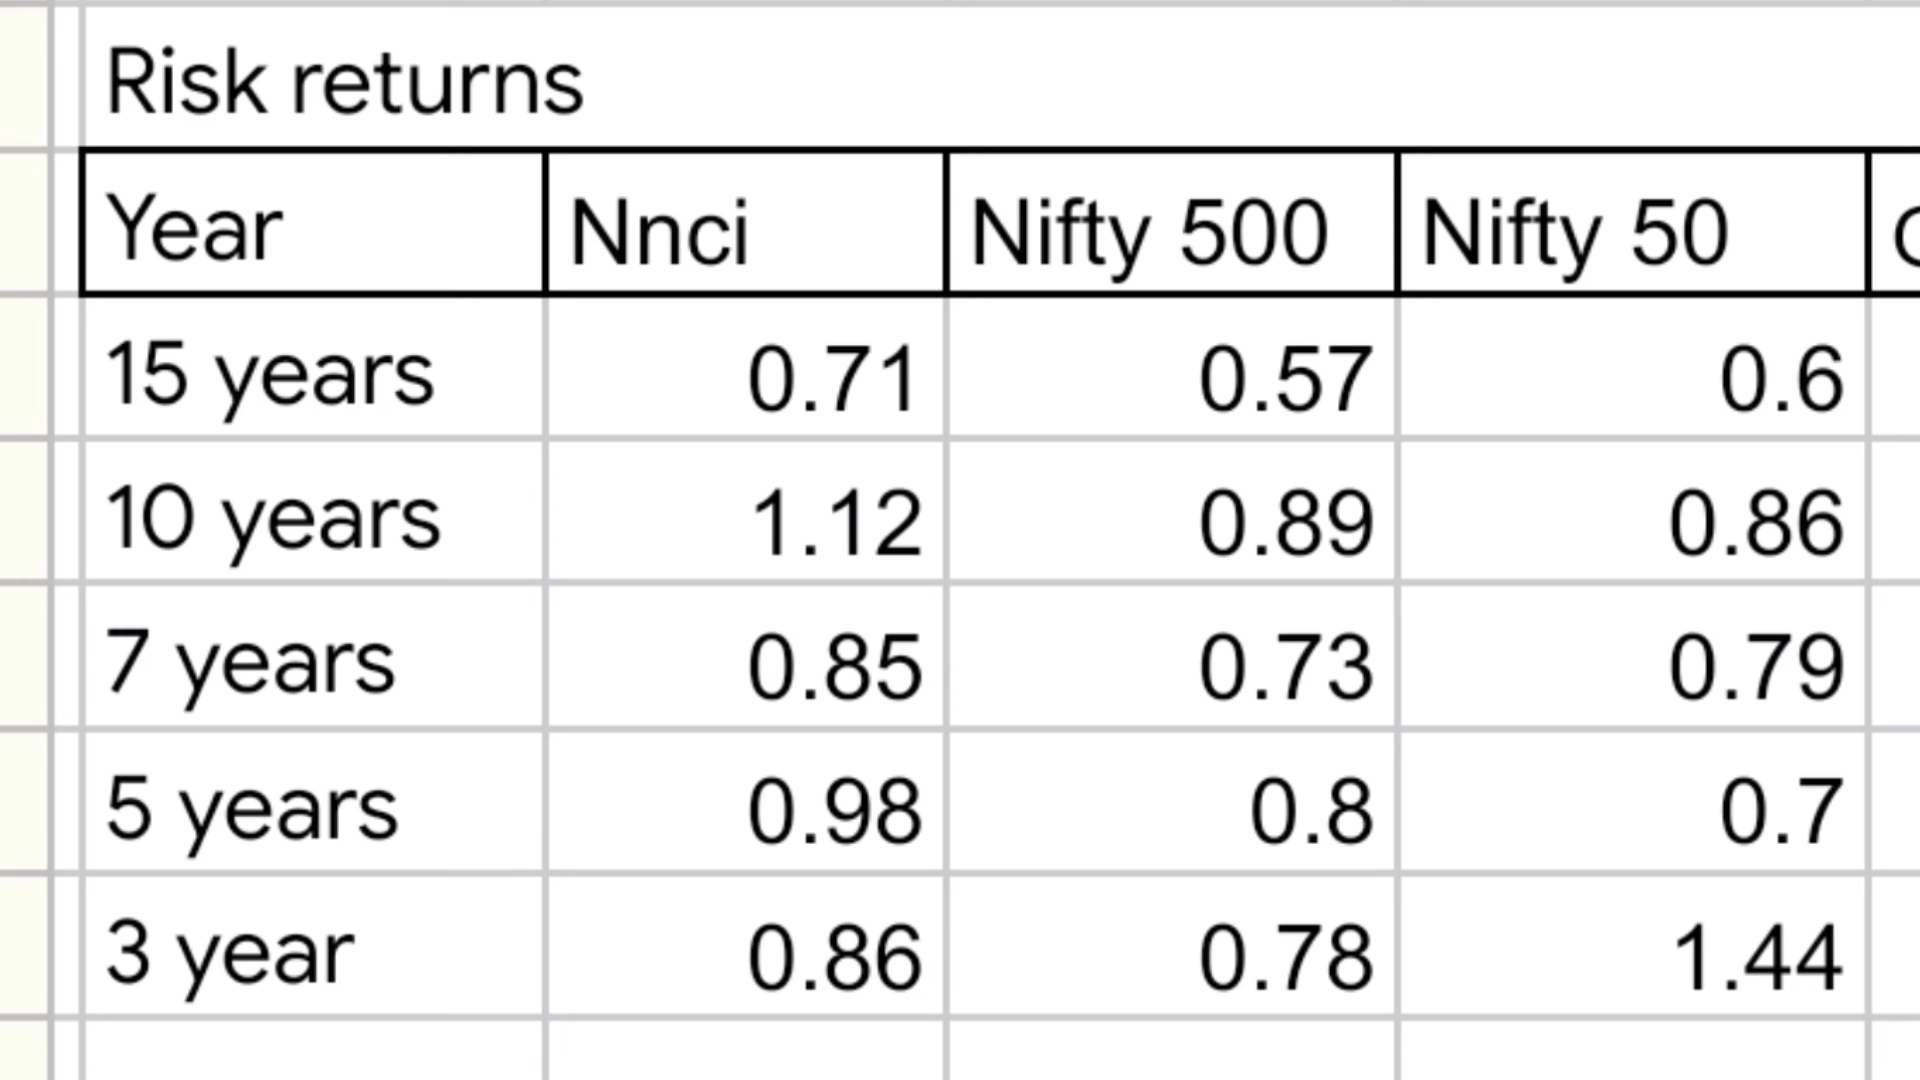 Risk returns
Year Nnci Nifty 500 Nifty 50
15 years 0.71 0.57 0.6
10 years 1.12 0.89 0.86
7 years 0.85 0.73 0.79
5 years 0.98 0.8 0.7
3 year 0.86 0.78 1.44